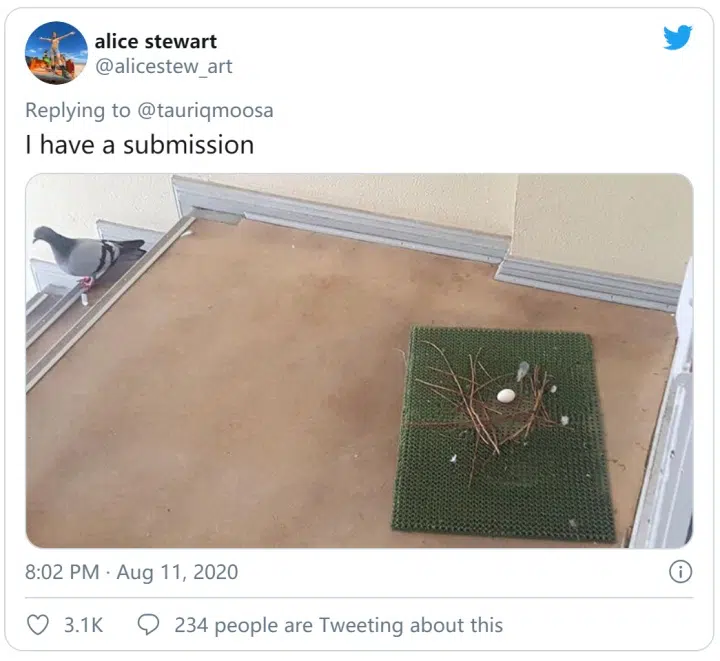 alice stewart
@alicestew_art
Replying to @tauriqmoosa
I have a submission
8:02 PM · Aug 11, 2020
3.1K
234 people are Tweeting about this